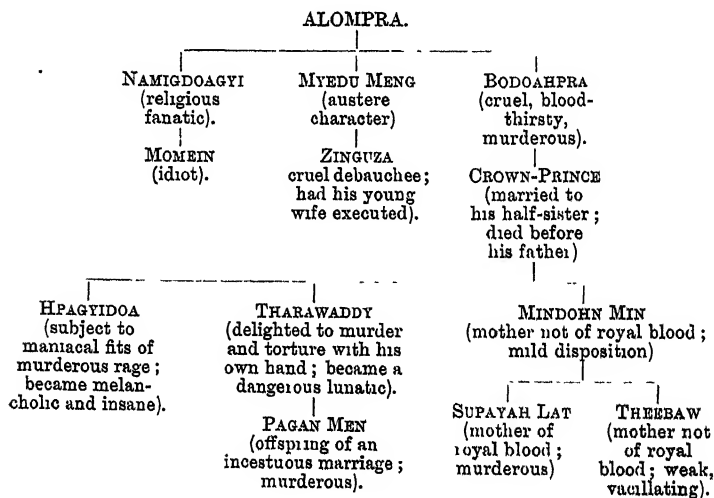 ALOMPRA.
NAMIGDOAGYI
(religious
fanatic).
MOMEIN
(idiot).
MYEDU MENG
(austere
character)
ZINGUZA
cruel debauchee;
had his young
wife executed).
BODOAHPRA
(cruel, blood-
thirsty,
murderous).
CROWN-PRINCE
(married to
his half-sister;
died before
his father)
HPAGYIDOA
(subject to
maniacal fits of
murderous rage;
became melan-
cholic and insane).
THARAWADDY
(delighted to murder
and torture with his
own hand; became a
dangerous lunatic).
PAGAN MEN
(offspring of an
incestuous marriage;
murderous).
MINDOHN MIN
(mother not of royal blood;
mild disposition)
SUPAYAH LAT
(mother of
royal blood;
murderous)
THEEBAW
(mother not
of royal
blood; weak,
vacillating).